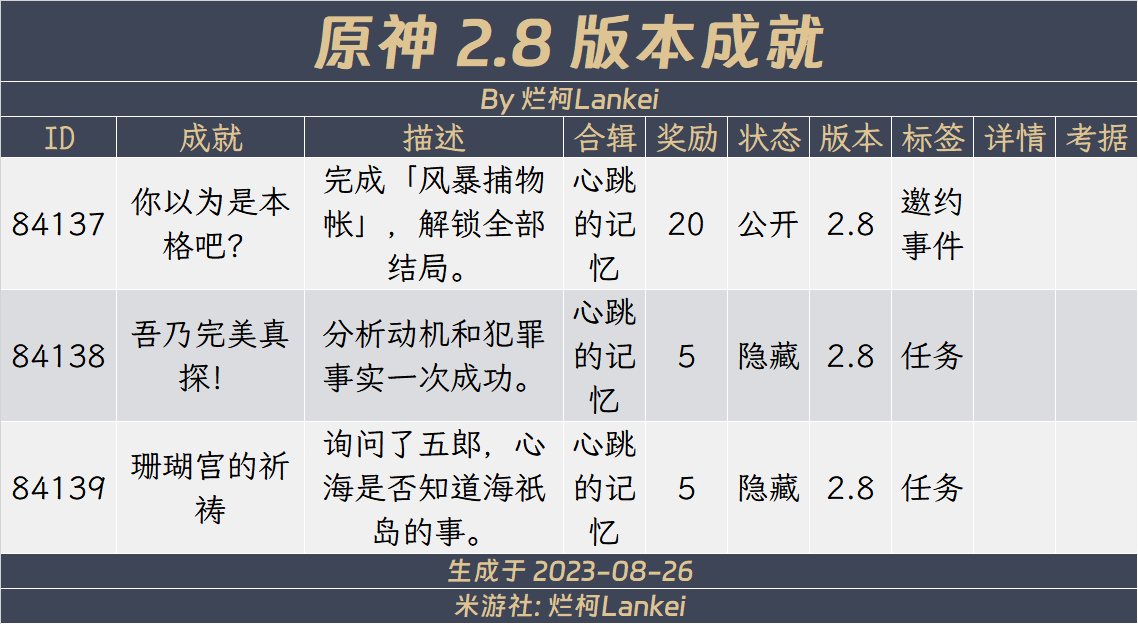 原神 2.8 版本成就
By 烂柯Lankei
ID 成就 描述 合辑 奖励 状态 版本 标签 详情 考据
84137 你以为是本格吧？ 完成「风暴捕物帐」，解锁全部结局。 心跳的记忆 20 公开 2.8 邀约事件
84138 吾乃完美真探！ 分析动机和犯罪事实一次成功。 心跳的记忆 5 隐藏 2.8 任务
84139 珊瑚宫的祈祷 询问了五郎，心海是否知道海祇岛的事。 心跳的记忆 5 隐藏 2.8 任务
生成于 2023-08-26
米游社: 烂柯Lankei